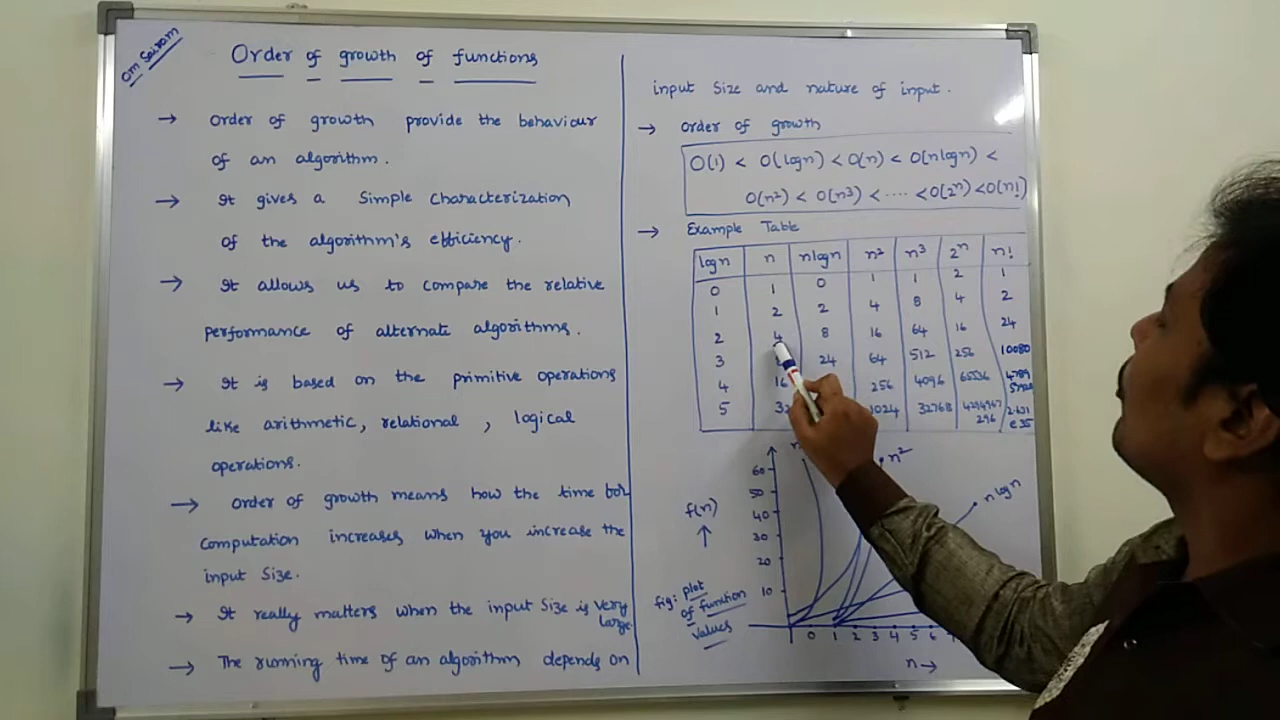 Om Sairam
Order of growth of functions
→ Order of growth provide the behaviour
of an algorithm.
→ It gives a Simple Characterization
of the algorithm's efficiency.
→ It allows us to compare the relative
performance of alternate algorithms.
→ It is based on the primitive operations
like arithmetic, relational, logical
operations.
→ Order of growth means how the time for
Computation increases when you increase the
input Size.
→ It really matters when the input Size is very
large.
→ The running time of an algorithm depends on
input Size and nature of input.
→ Order of growth
O(1) < O(logn) < O(n) < O(nlogn) <
O(n²) < O(n³) < ..... < O(2ⁿ) < O(n!)
→ Example Table
logn n nlogn n² n³ 2ⁿ n!
0 1 0 1 1 2 1
1 2 2 4 8 4 2
2 4 8 16 64 16 24
3 24 64 512 256 10080
4 16 256 4096 65536
5 32 1024 32768 4294967
296 2.631
e35
n²
n logn
60
50
40
30
20
10
f(n)
↑
fig: plot
of function
values
0 1 2 3 4 5 6
n →